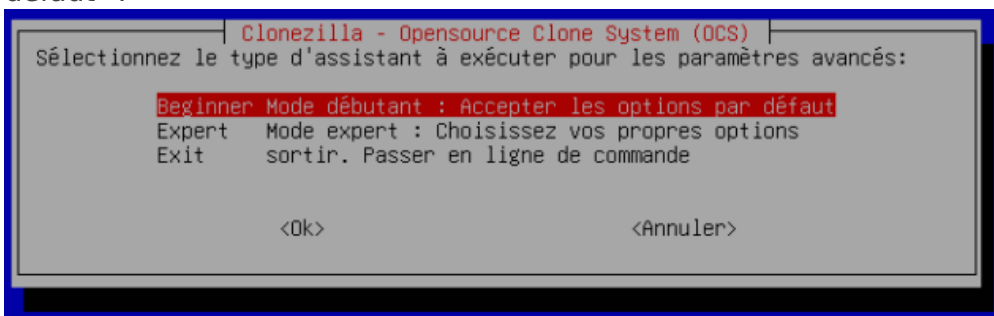 Clonezilla - Opensource Clone System (OCS)
Sélectionnez le type d'assistant à exécuter pour les paramètres avancés:
Beginner Mode débutant : Accepter les options par défaut
Expert Mode expert : Choisissez vos propres options
Exit sortir. Passer en ligne de commande
<Ok> <Annuler>